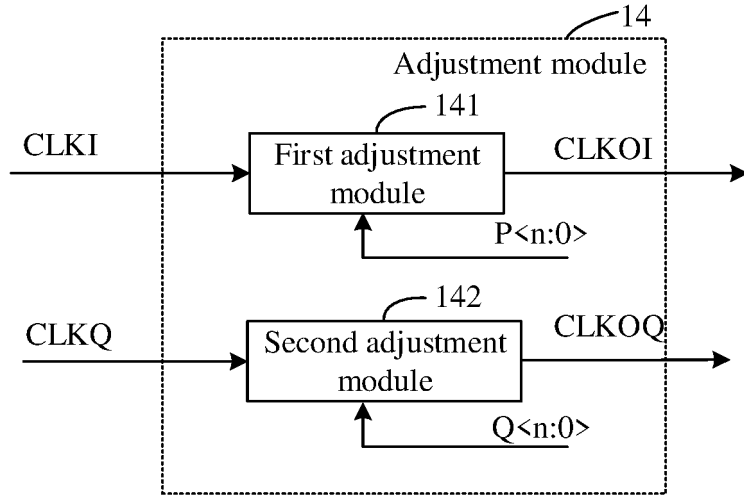 14
Adjustment module
141
CLKI
First adjustment
module
CLKOI
P<n:0>
142
CLKQ
Second adjustment
module
CLKOQ
Q<n:0>